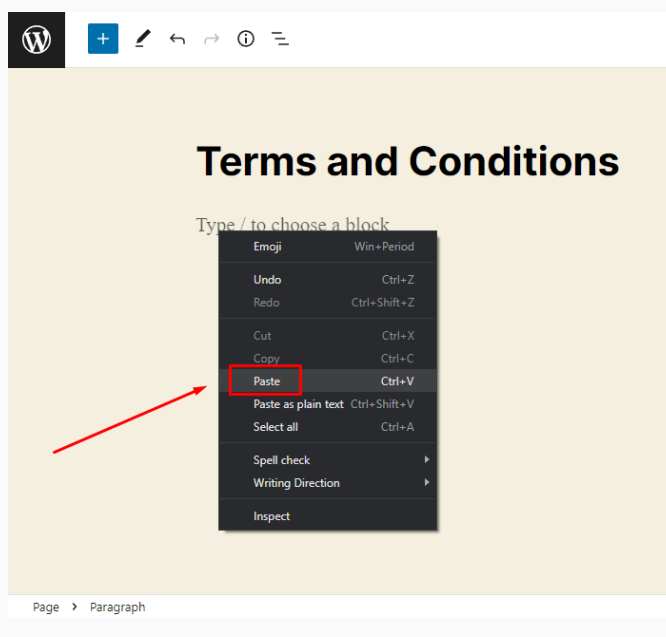 Terms and Conditions
Type / to choose a block
Emoji Win+Period
Undo Ctrl+Z
Redo Ctrl+Shift+Z
Cut Ctrl+X
Copy Ctrl+C
Paste Ctrl+V
Paste as plain text Ctrl+Shift+V
Select all Ctrl+A
Spell check
Writing Direction
Inspect
Page > Paragraph